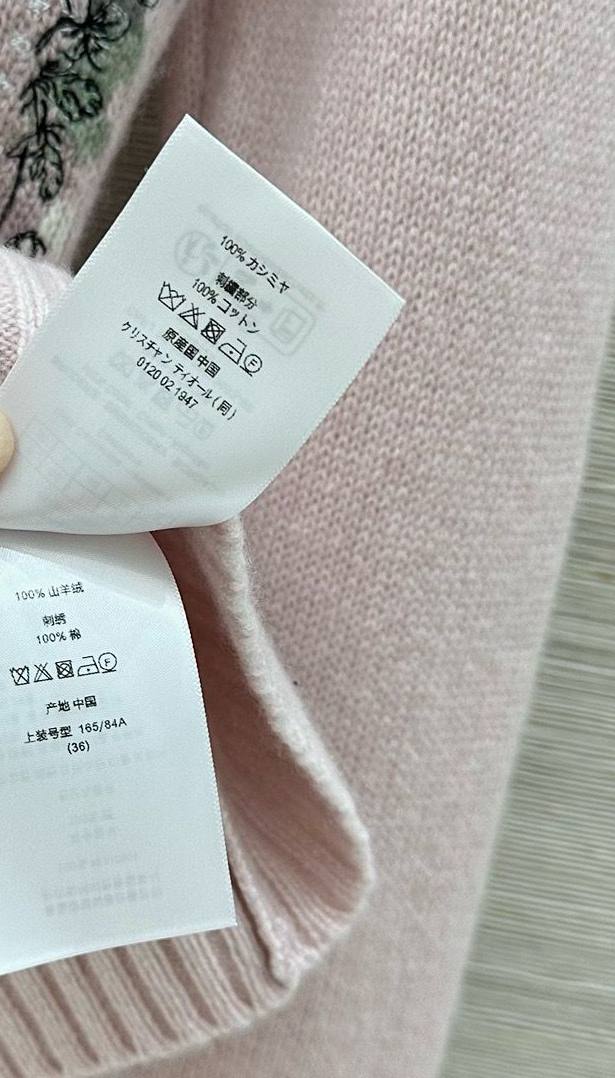 100% カシミヤ
刺繍部分
100% コットン
原産国中国
クリスチャン ディオール(同)
0120 02 1947
100% 山羊绒
刺绣
100% 棉
F
产地 中国
上装号型 165/84A
(36)